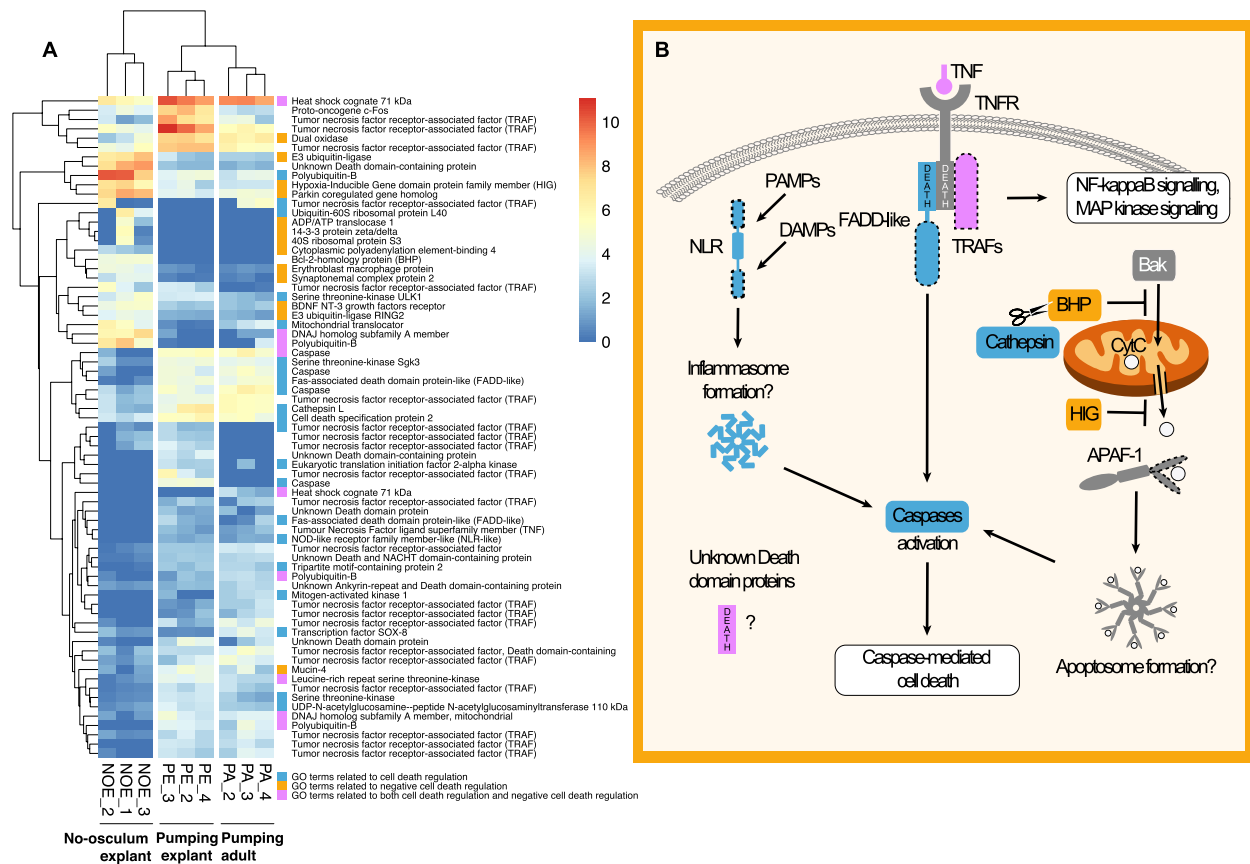 A
Heat shock cognate 71 kDa
Proto-oncogene c-Fos
Tumor necrosis factor receptor-associated factor (TRAF)
Tumor necrosis factor receptor-associated factor (TRAF)
Dual oxidase
Tumor necrosis factor receptor-associated factor (TRAF)
E3 ubiquitin-ligase
Unknown Death domain-containing protein
Polyubiquitin-B
Hypoxia-Inducible Gene domain protein family member (HIG)
Parkin coregulated gene homolog
Tumor necrosis factor receptor-associated factor (TRAF)
Ubiquitin-60S ribosomal protein L40
ADP/ATP translocase 1
14-3-3 protein zeta/delta
40S ribosomal protein S3
Cytoplasmic polyadenylation element-binding 4
Bcl-2-homology protein (BHP)
Erythroblast macrophage protein
Synaptonemal complex protein 2
Tumor necrosis factor receptor-associated factor (TRAF)
Serine threonine-kinase ULK1
BDNF NT-3 growth factors receptor
E3 ubiquitin-ligase RING2
Mitochondrial translocator
DNAJ homolog subfamily A member
Polyubiquitin-B
Caspase
Serine threonine-kinase Sgk3
Caspase
Fas-associated death domain protein-like (FADD-like)
Caspase
Tumor necrosis factor receptor-associated factor (TRAF)
Cathepsin L
Cell death specification protein 2
Tumor necrosis factor receptor-associated factor (TRAF)
Tumor necrosis factor receptor-associated factor (TRAF)
Tumor necrosis factor receptor-associated factor (TRAF)
Unknown Death domain-containing protein
Eukaryotic translation initiation factor 2-alpha kinase
Tumor necrosis factor receptor-associated factor (TRAF)
Caspase
Heat shock cognate 71 kDa
Tumor necrosis factor receptor-associated factor (TRAF)
Unknown Death domain protein
Fas-associated death domain protein-like (FADD-like)
Tumour Necrosis Factor ligand superfamily member (TNF)
NOD-like receptor family member-like (NLR-like)
Tumor necrosis factor receptor-associated factor
Unknown Death and NACHT domain-containing protein
Tripartite motif-containing protein 2
Polyubiquitin-B
Unknown Ankyrin-repeat and Death domain-containing protein
Mitogen-activated kinase 1
Tumor necrosis factor receptor-associated factor (TRAF)
Tumor necrosis factor receptor-associated factor (TRAF)
Tumor necrosis factor receptor-associated factor (TRAF)
Transcription factor SOX-8
Unknown Death domain protein
Tumor necrosis factor receptor-associated factor, Death domain-containing
Tumor necrosis factor receptor-associated factor (TRAF)
Mucin-4
Leucine-rich repeat serine threonine-kinase
Tumor necrosis factor receptor-associated factor (TRAF)
Serine threonine-kinase
UDP-N-acetylglucosamine--peptide N-acetylglucosaminyltransferase 110 kDa
DNAJ homolog subfamily A member, mitochondrial
Polyubiquitin-B
Tumor necrosis factor receptor-associated factor (TRAF)
Tumor necrosis factor receptor-associated factor (TRAF)
Tumor necrosis factor receptor-associated factor (TRAF)
10
8
6
4
2
0
NOE_2
NOE_1
NOE_3
PE_3
PE_2
PE_4
PA_2
PA_3
PA_4
GO terms related to cell death regulation
GO terms related to negative cell death regulation
GO terms related to both cell death regulation and negative cell death regulation
No-osculum
explant
Pumping
explant
Pumping
adult
B
TNF
TNFR
DEATH
DEATH
PAMPs
DAMPs
NLR
FADD-like
TRAFs
NF-kappaB signalling,
MAP kinase signaling
Bak
BHP
Cathepsin
CytC
HIG
APAF-1
Inflammasome
formation?
Caspases
activation
Unknown Death
domain proteins
DEATH
?
Caspase-mediated
cell death
Apoptosome formation?